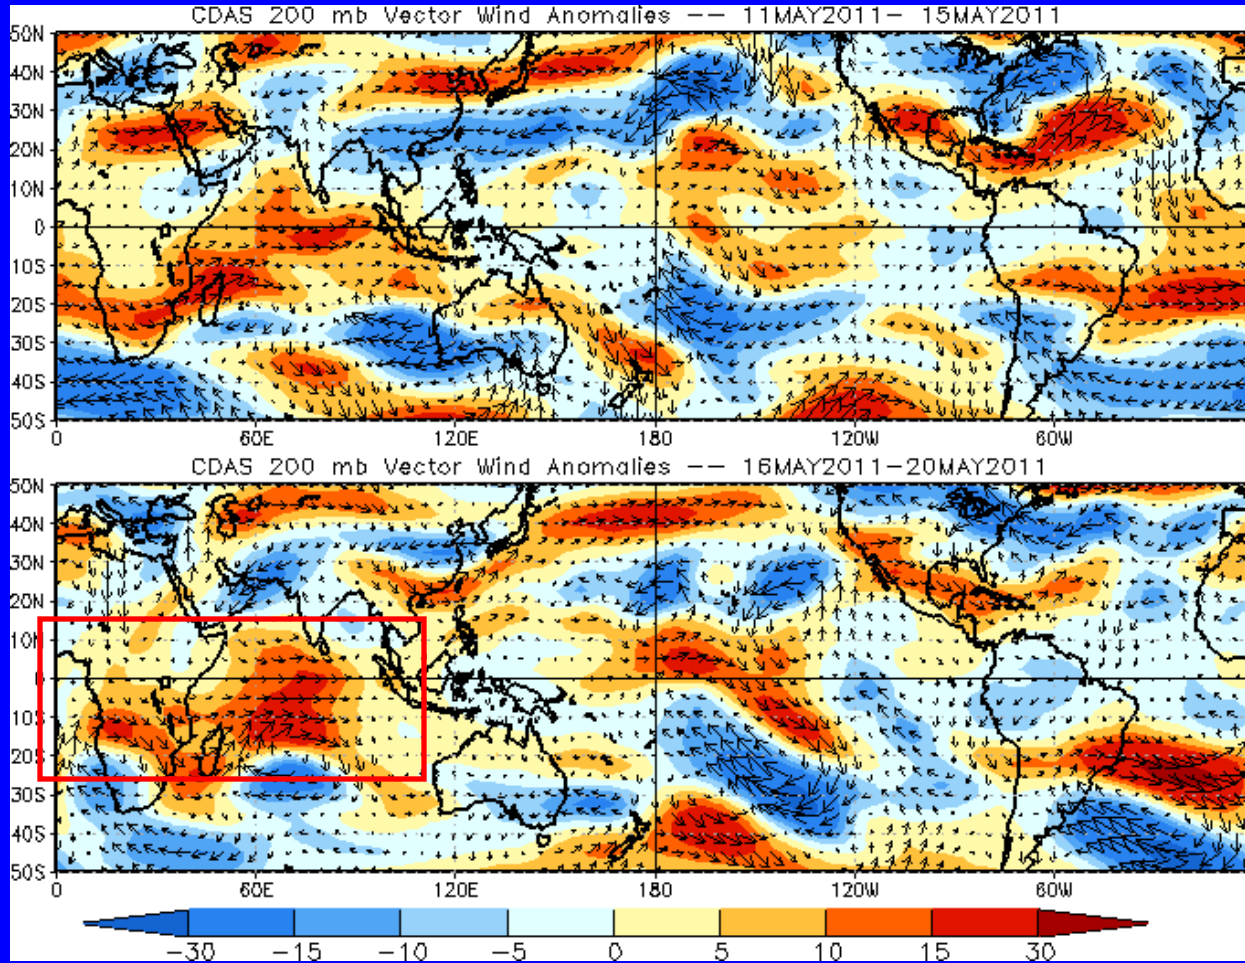 CDAS 200 mb Vector Wind Anomalies -- 11MAY2011- 15MAY2011
50N
40N
30N
20N
10N
0
10S
20S
30S
40S
50S
0 60E 120E 180 120W 60W
CDAS 200 mb Vector Wind Anomalies -- 16MAY2011-20MAY2011
50N
40N
30N
20N
10N
0
10S
20S
30S
40S
50S
0 60E 120E 180 120W 60W
-30 -15 -10 -5 0 5 10 15 30